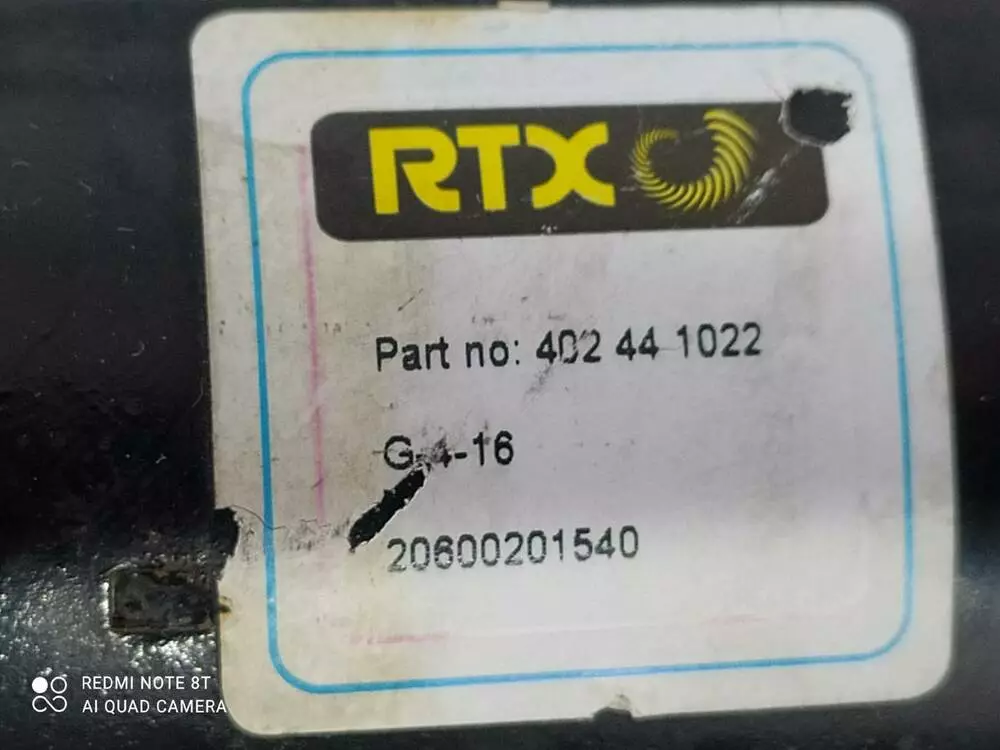 RTX
Part no: 402 44 1022
20600201540
REDMI NOTE 8T
AI QUAD CAMERA